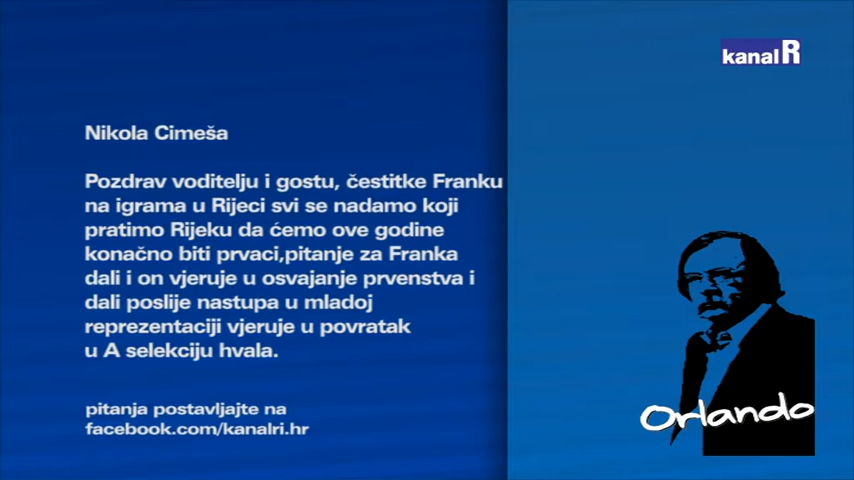 kanalR
Nikola Cimeša
Pozdrav voditelju i gostu, čestitke Franku
na igrama u Rijeci svi se nadamo koji
pratimo Rijeku da ćemo ove godine
konačno biti prvaci,pitanje za Franka
dali i on vjeruje u osvajanje prvenstva i
dali poslije nastupa u mladoj
reprezentaciji vjeruje u povratak
u A selekciju hvala.
pitanja postavljajte na
facebook.com/kanalri.hr
Orlando